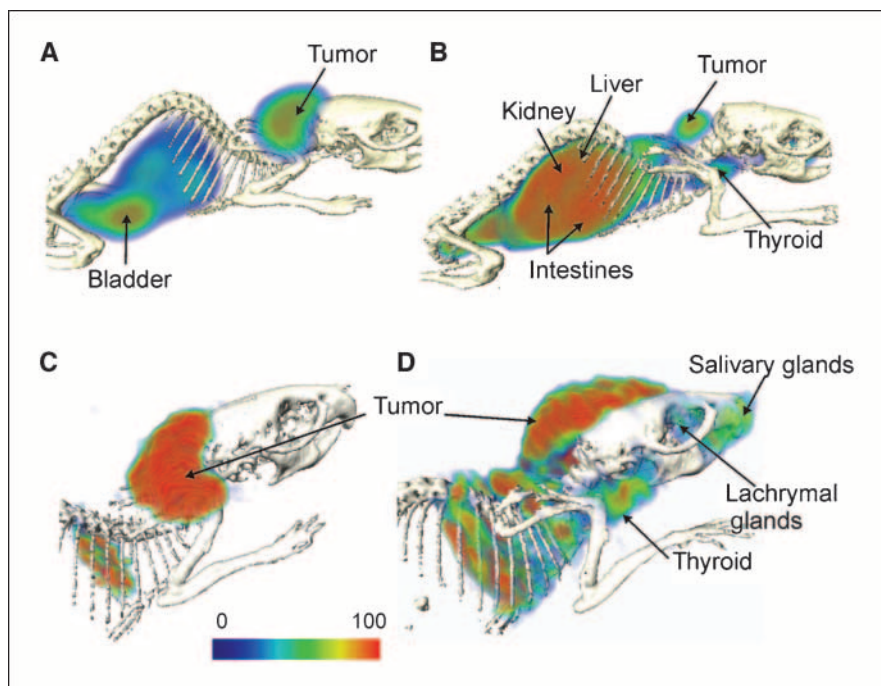 A
Tumor
Bladder
B
Liver
Kidney
Tumor
Thyroid
Intestines
C
Tumor
0
100
D
Salivary glands
Lachrymal
glands
Thyroid